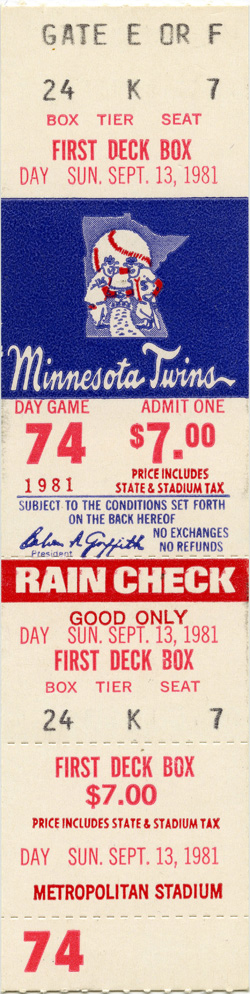 GATE E OR F
24 K 7
BOX TIER SEAT
FIRST DECK BOX
DAY SUN. SEPT. 13, 1981
Minnesota Twins
DAY GAME ADMIT ONE
74 $7.00
1981 PRICE INCLUDES
STATE & STADIUM TAX
SUBJECT TO THE CONDITIONS SET FORTH
ON THE BACK HEREOF
Calvin R. Griffith NO EXCHANGES
President NO REFUNDS
RAIN CHECK
GOOD ONLY
DAY SUN. SEPT. 13, 1981
FIRST DECK BOX
BOX TIER SEAT
24 K 7
FIRST DECK BOX
$7.00
PRICE INCLUDES STATE & STADIUM TAX
DAY SUN. SEPT. 13, 1981
METROPOLITAN STADIUM
74